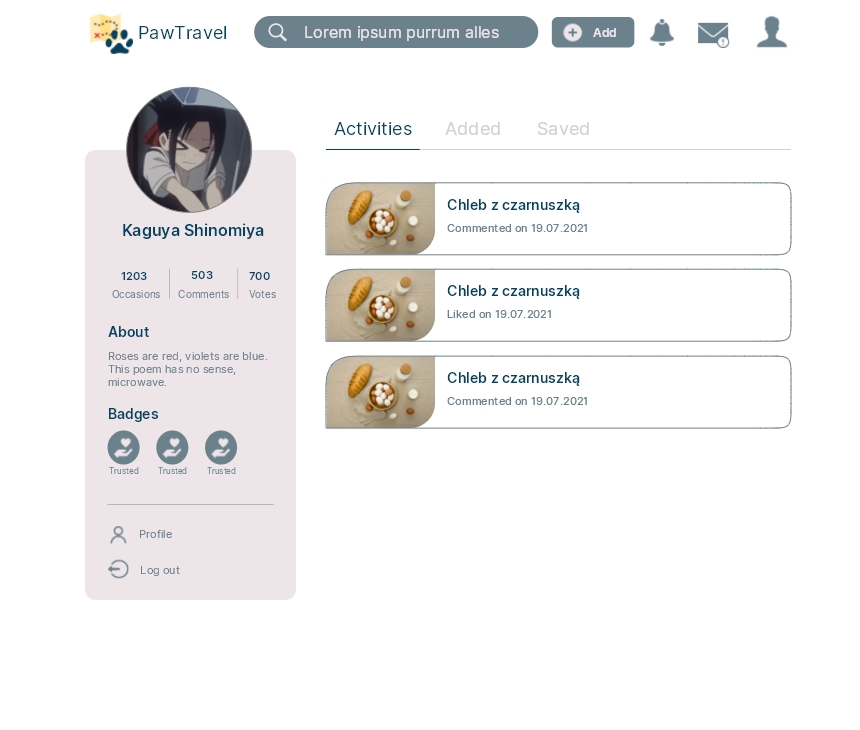 PawTravel
Lorem ipsum purrum alles
Add
Activities
Added
Saved
Kaguya Shinomiya
1203
503
700
Occasions
Comments
Votes
About
Roses are red, violets are blue.
This poem has no sense,
microwave.
Badges
Trusted
Trusted
Trusted
Profile
Log out
Chleb z czarnuszką
Commented on 19.07.2021
Chleb z czarnuszką
Liked on 19.07.2021
Chleb z czarnuszką
Commented on 19.07.2021